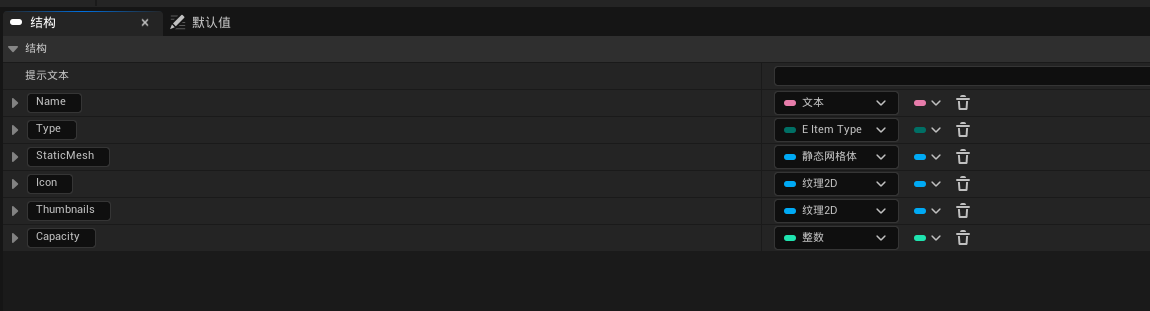 结构 × 默认值
结构
提示文本
Name 文本
Type E Item Type
StaticMesh 静态网格体
Icon 纹理2D
Thumbnails 纹理2D
Capacity 整数